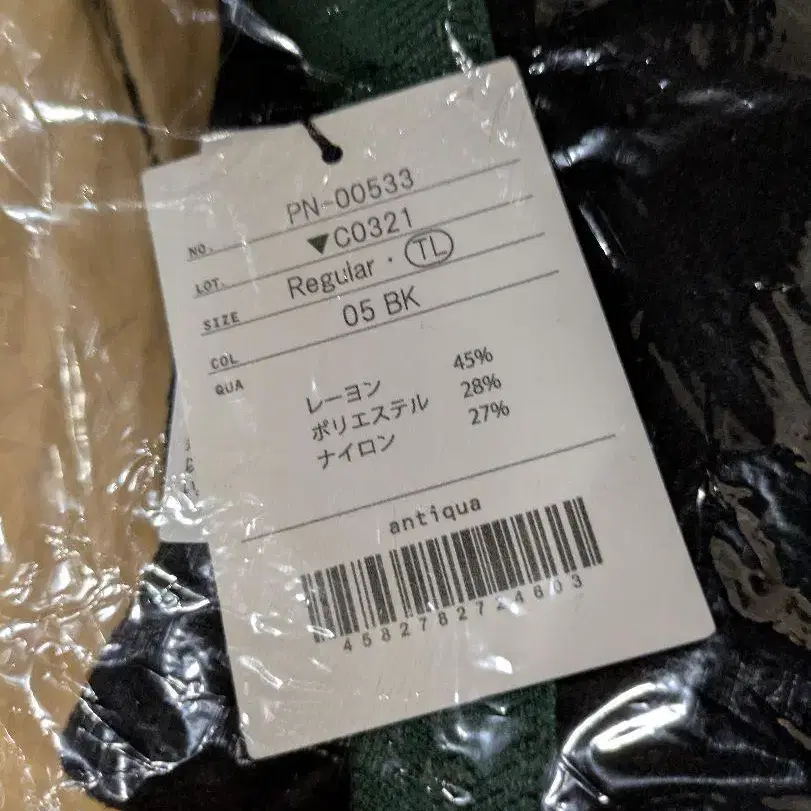 NO. PN-00533
LOT. ▼C0321
SIZE Regular・TL
COL 05 BK
QUA レーヨン 45%
ポリエステル 28%
ナイロン 27%
antiqua
4582782724603